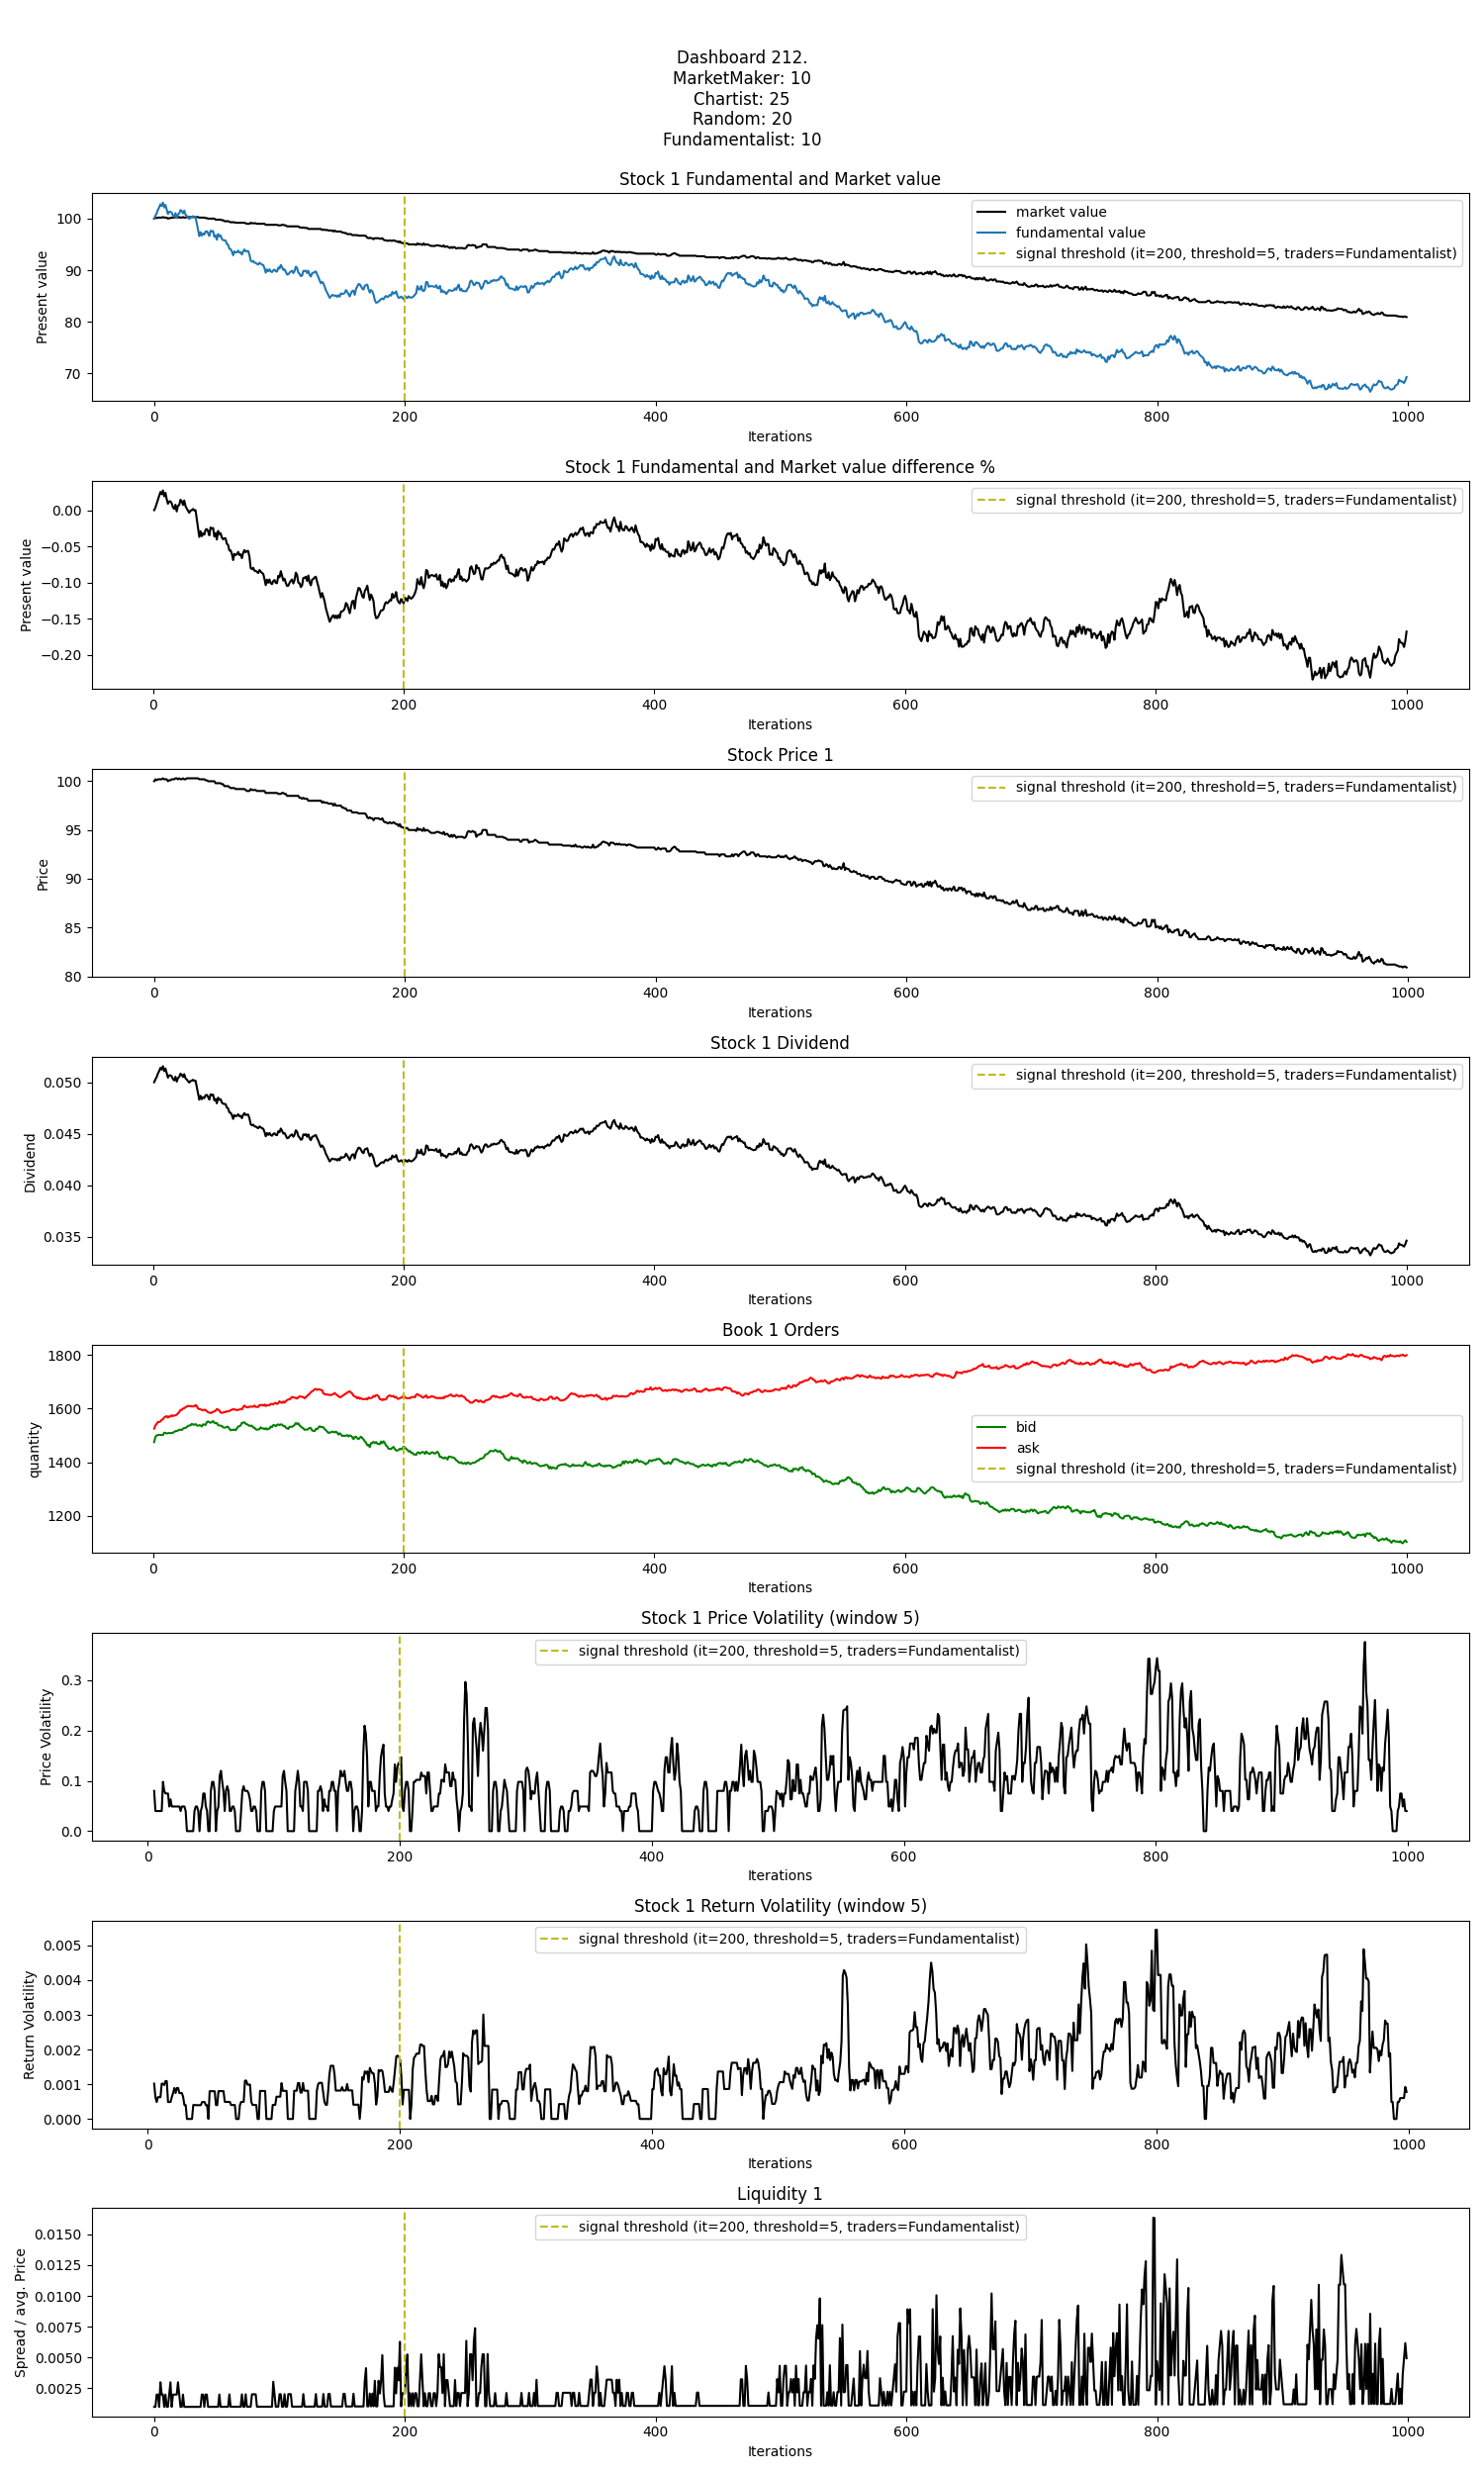 Dashboard 212.
MarketMaker: 10
Chartist: 25
Random: 20
Fundamentalist: 10
Stock 1 Fundamental and Market value
Present value
100
90
80
70
market value
fundamental value
signal threshold (it=200, threshold=5, traders=Fundamentalist)
0 200 400 600 800 1000
Iterations
Stock 1 Fundamental and Market value difference %
Present value
0.00
−0.05
−0.10
−0.15
−0.20
signal threshold (it=200, threshold=5, traders=Fundamentalist)
0 200 400 600 800 1000
Iterations
Stock Price 1
Price
100
95
90
85
80
signal threshold (it=200, threshold=5, traders=Fundamentalist)
0 200 400 600 800 1000
Iterations
Stock 1 Dividend
Dividend
0.050
0.045
0.040
0.035
signal threshold (it=200, threshold=5, traders=Fundamentalist)
0 200 400 600 800 1000
Iterations
Book 1 Orders
quantity
1800
1600
1400
1200
bid
ask
signal threshold (it=200, threshold=5, traders=Fundamentalist)
0 200 400 600 800 1000
Iterations
Stock 1 Price Volatility (window 5)
Price Volatility
0.3
0.2
0.1
0.0
signal threshold (it=200, threshold=5, traders=Fundamentalist)
0 200 400 600 800 1000
Iterations
Stock 1 Return Volatility (window 5)
Return Volatility
0.005
0.004
0.003
0.002
0.001
0.000
signal threshold (it=200, threshold=5, traders=Fundamentalist)
0 200 400 600 800 1000
Iterations
Liquidity 1
Spread / avg. Price
0.0150
0.0125
0.0100
0.0075
0.0050
0.0025
signal threshold (it=200, threshold=5, traders=Fundamentalist)
0 200 400 600 800 1000
Iterations